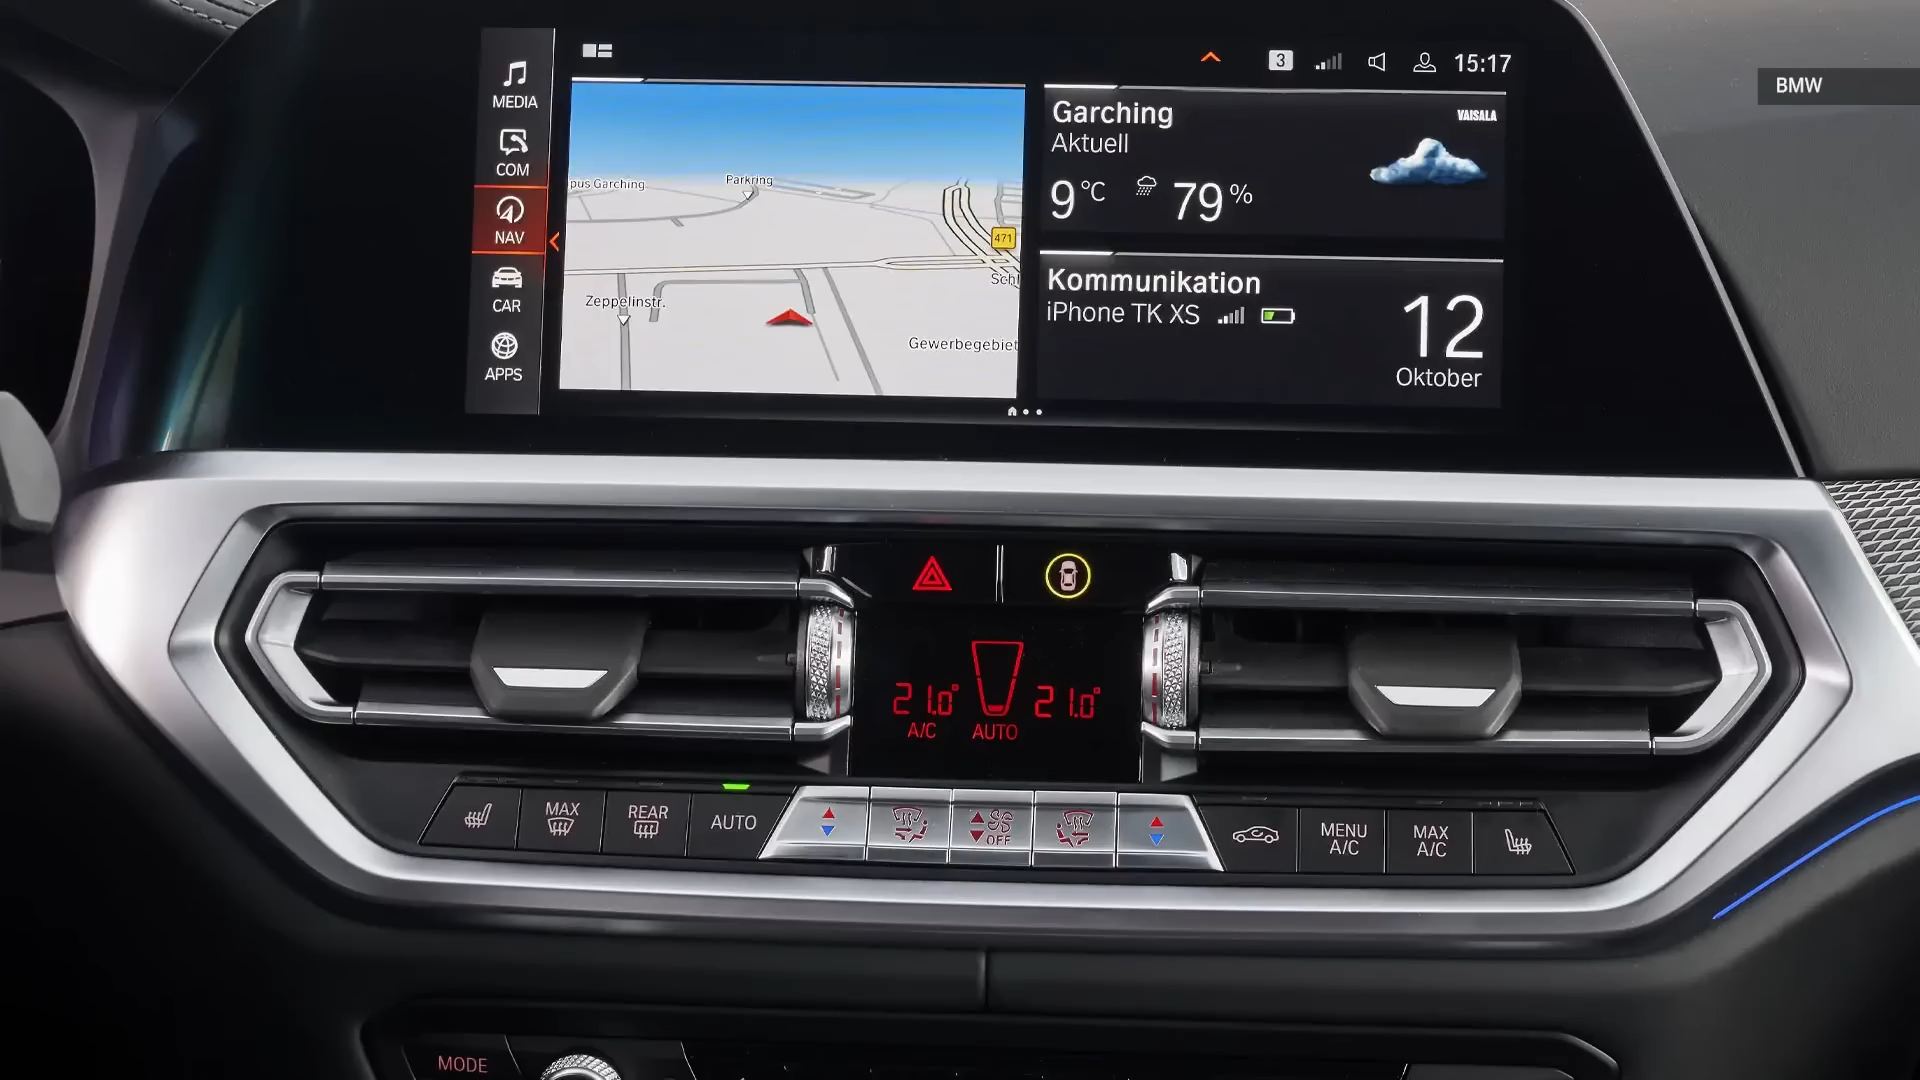 MEDIA
COM
NAV
CAR
APPS
3
15:17
BMW
pus Garching
Parkring
471
Schl
Zeppelinstr.
Gewerbegebiet
Garching
VAISALA
Aktuell
9 °C 79 %
Kommunikation
iPhone TK XS
12
Oktober
21.0° 21.0°
A/C AUTO
MAX
REAR
AUTO
OFF
MENU
A/C
MAX
A/C
MODE